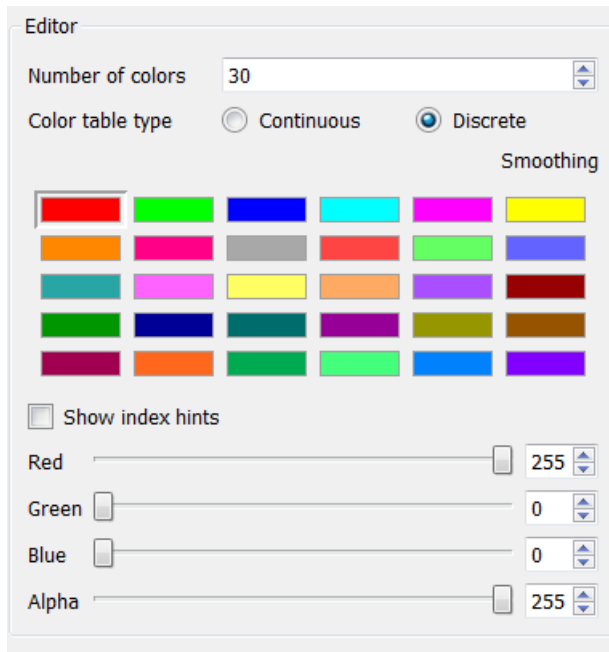 Editor
Number of colors 30
Color table type Continuous Discrete
Smoothing
Show index hints
Red 255
Green 0
Blue 0
Alpha 255